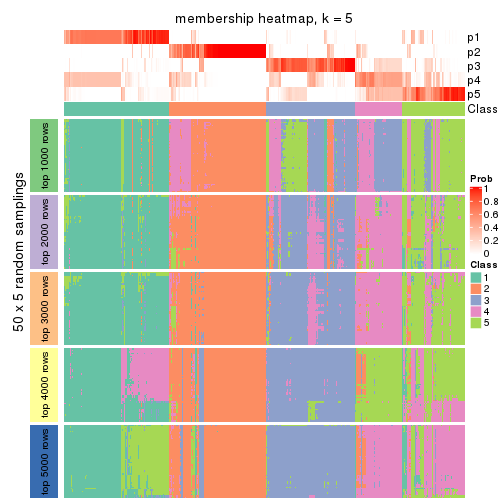 membership heatmap, k = 5
p1
p2
p3
p4
p5
Class
50 x 5 random samplings
top 1000 rows
top 2000 rows
top 3000 rows
top 4000 rows
top 5000 rows
Prob
1
0.8
0.6
0.4
0.2
0
Class
1
2
3
4
5